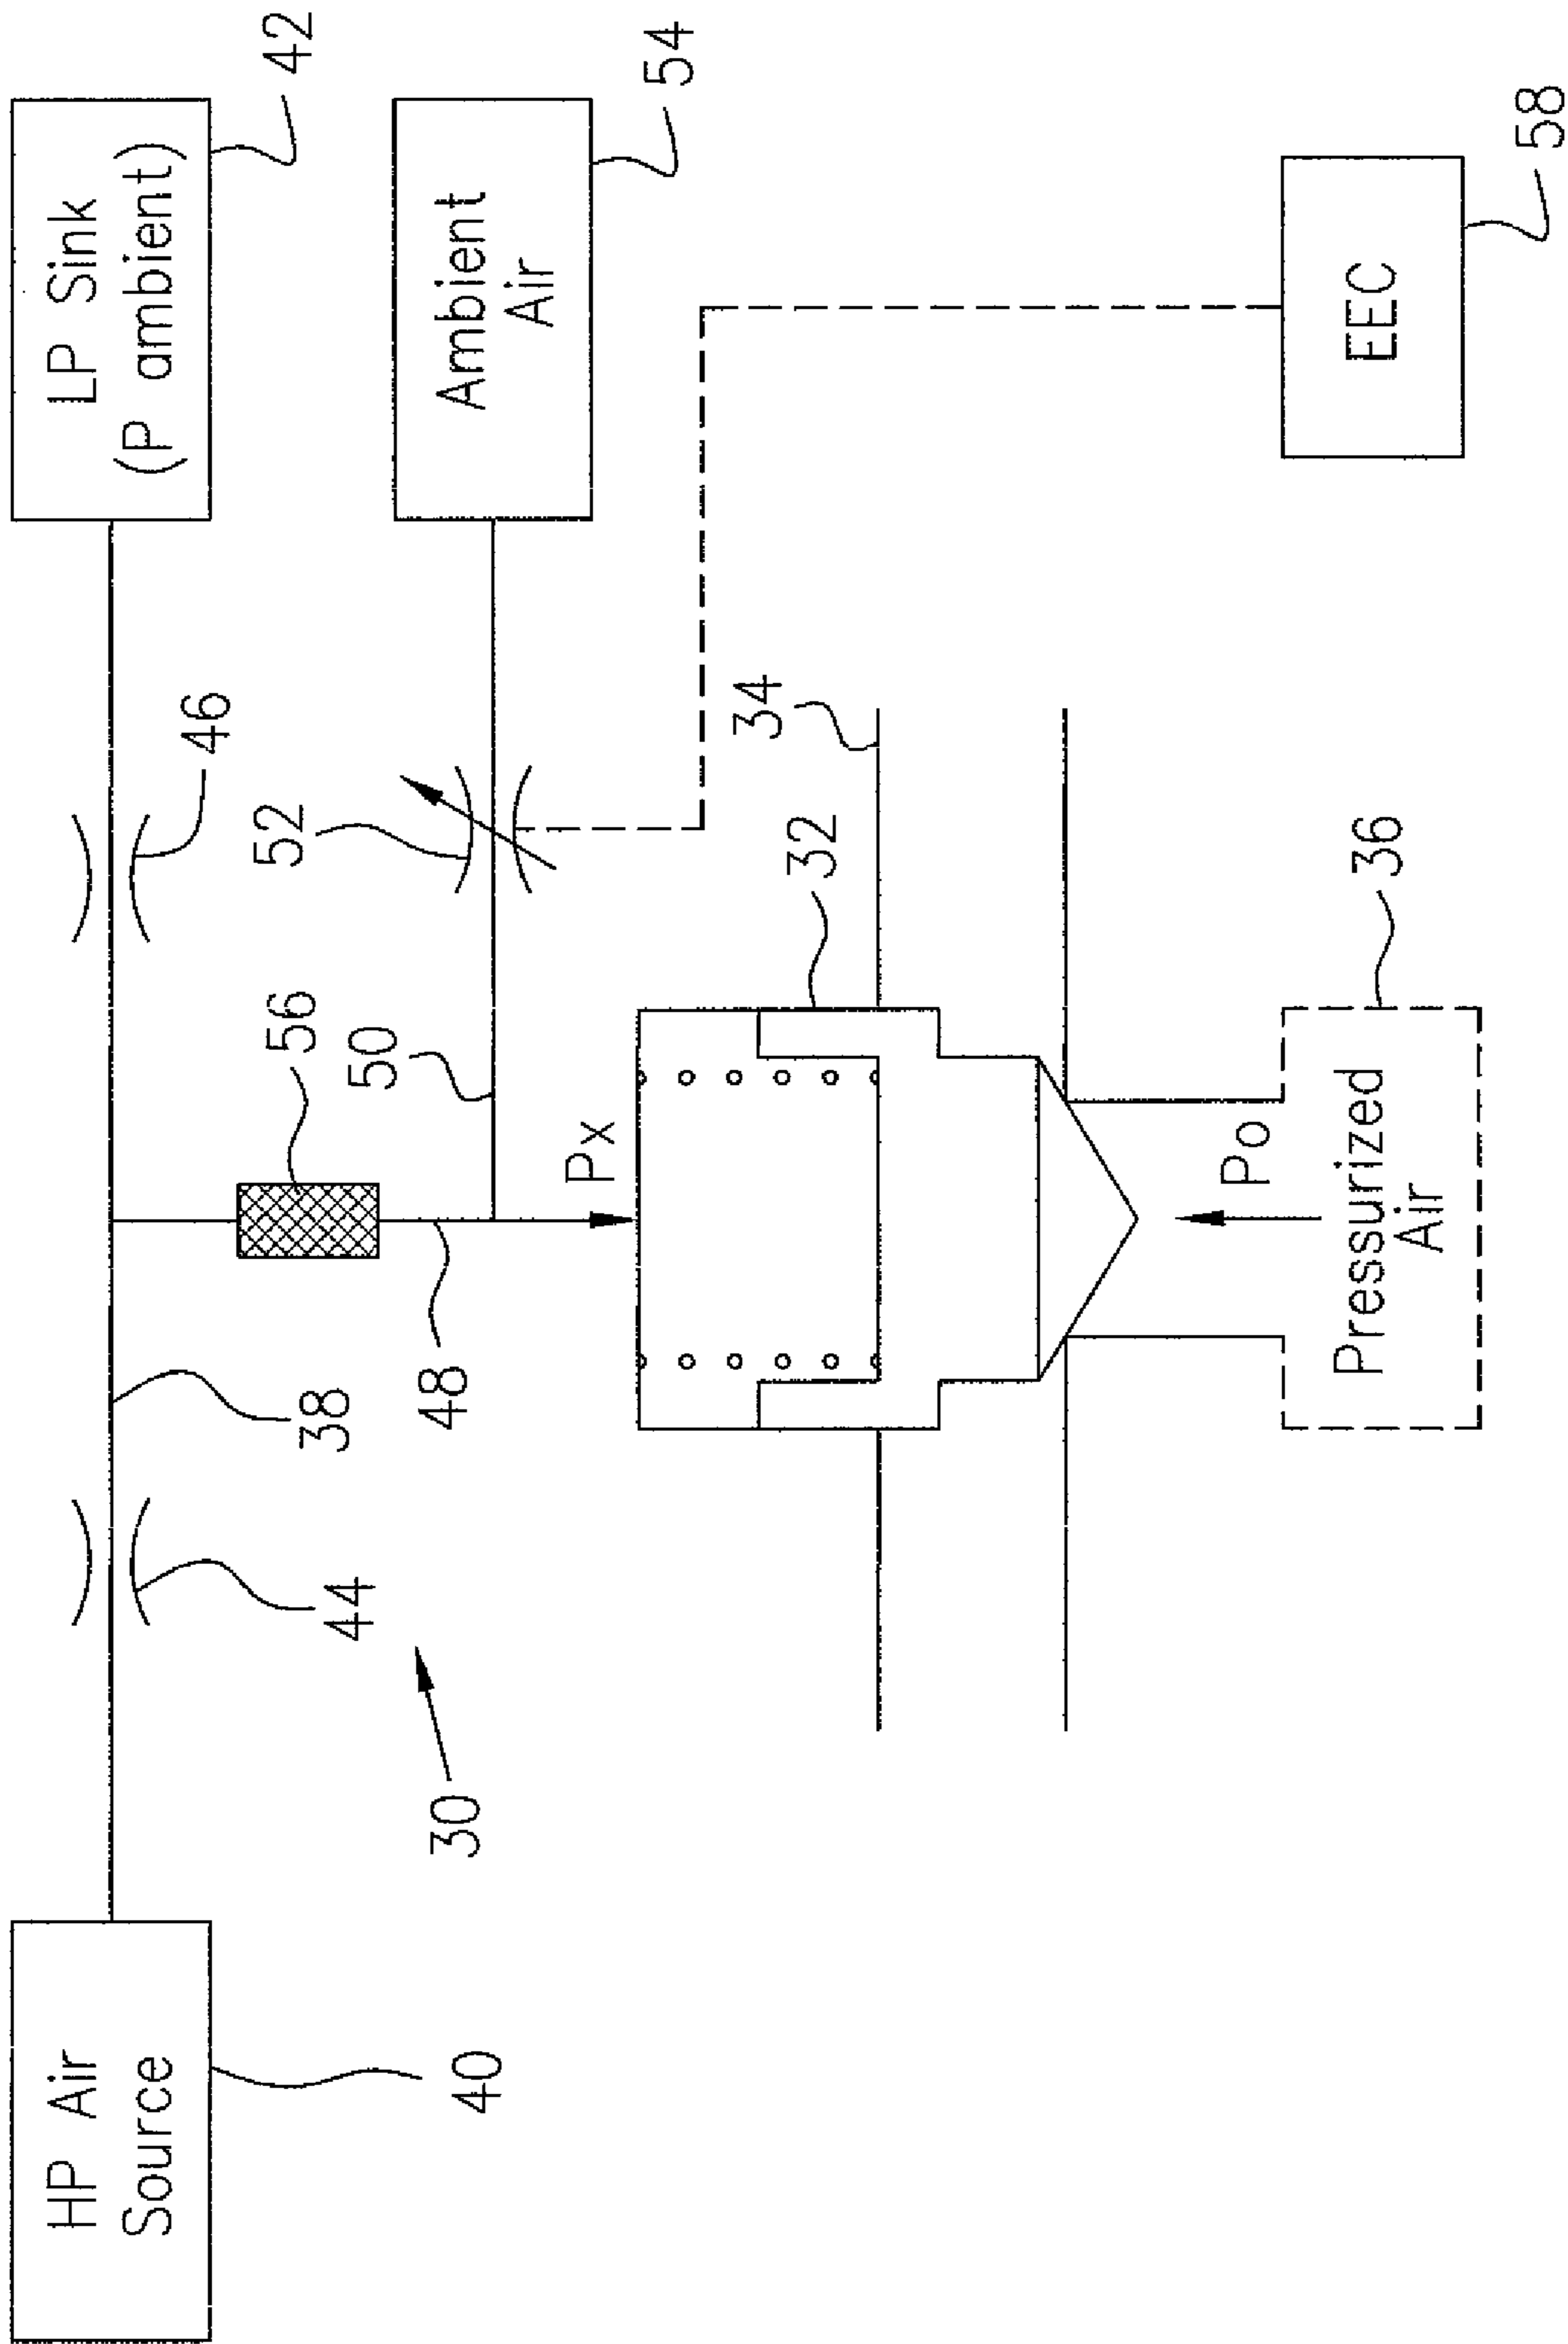 HP Air
Source
40
44
38
46
LP Sink
(P ambient)
42
30
48
56
50
52
Ambient
Air
54
Px
32
34
Po
Pressurized
Air
36
EEC
58